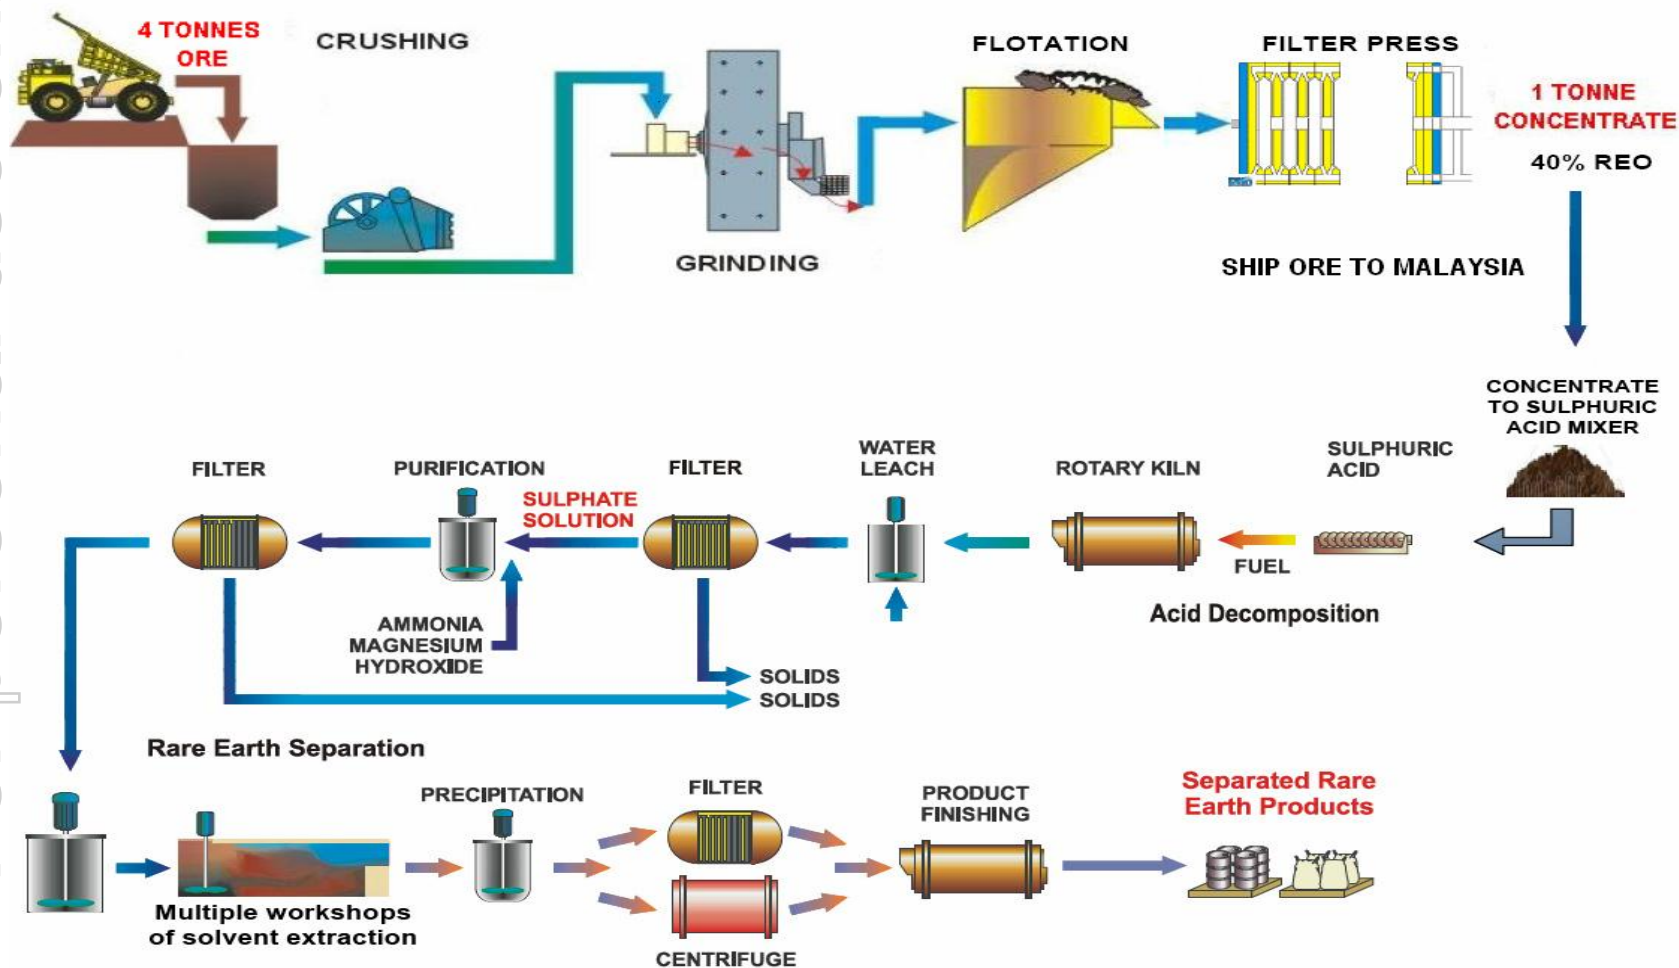 4 TONNES
ORE
CRUSHING
GRINDING
FLOTATION
FILTER PRESS
1 TONNE
CONCENTRATE
40% REO
SHIP ORE TO MALAYSIA
CONCENTRATE
TO SULPHURIC
ACID MIXER
SULPHURIC
ACID
FUEL
Acid Decomposition
ROTARY KILN
WATER
LEACH
FILTER
SULPHATE
SOLUTION
PURIFICATION
AMMONIA
MAGNESIUM
HYDROXIDE
FILTER
SOLIDS
SOLIDS
Rare Earth Separation
Multiple workshops
of solvent extraction
PRECIPITATION
FILTER
CENTRIFUGE
PRODUCT
FINISHING
Separated Rare
Earth Products